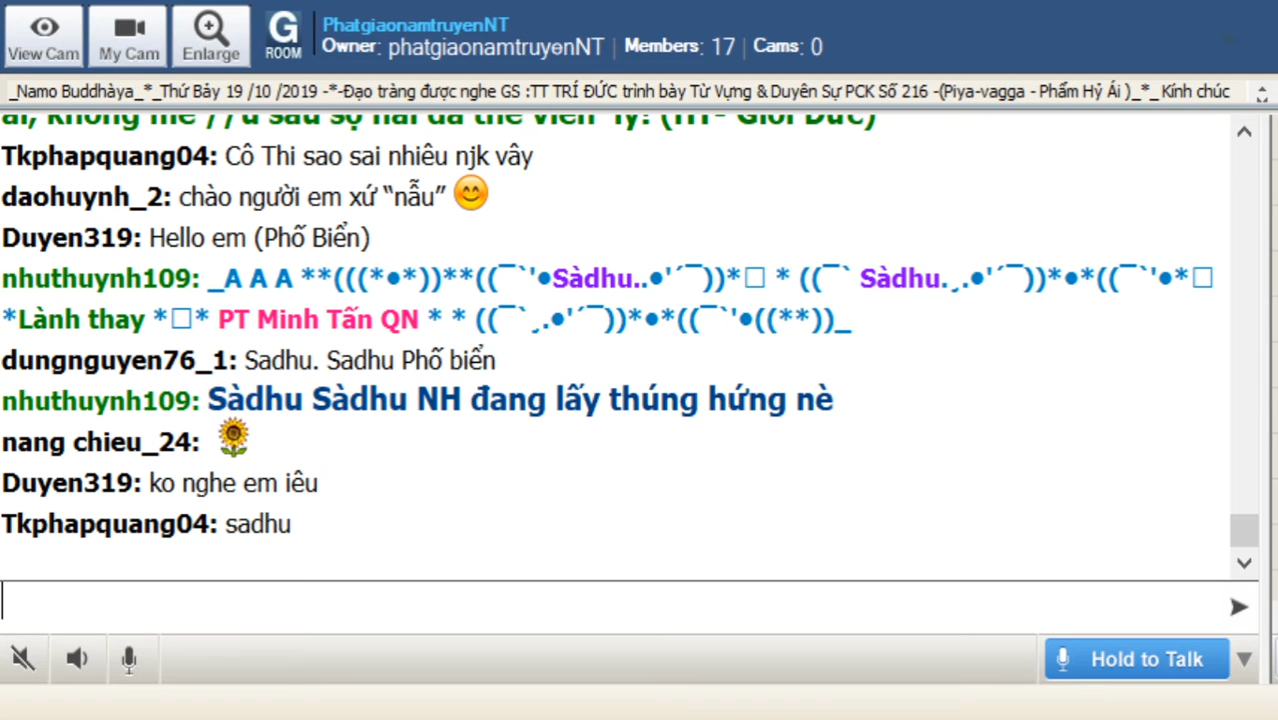 View Cam
My Cam
Enlarge
G
ROOM
PhatgiaonamtruyenNT
Owner: phatgiaonamtruyenNT | Members: 17 | Cams: 0
_Namo Buddhàya_*_Thứ Bảy 19 /10 /2019 -*-Đạo tràng được nghe GS :TT TRÍ ĐỨC trình bày Từ Vựng & Duyên Sự PCK Số 216 -(Piya-vagga - Phẩm Hỷ Ái )_*_ Kính chúc
Tkphapquang04: Cô Thi sao sai nhiêu njk vây
daohuynh_2: chào người em xứ “nẫu” 😊
Duyen319: Hello em (Phố Biển)
nhuthuynh109: _A A A **(((*●*))**((¯`'●Sàdhu..●'´¯))*□ * ((¯` Sàdhu.¸.●'´¯))*●*((¯`'●*□
*Lành thay *□* PT Minh Tấn QN * * ((¯`¸.●'´¯))*●*((¯`'●((**))_
dungnguyen76_1: Sadhu. Sadhu Phố biển
nhuthuynh109: Sàdhu Sàdhu NH đang lấy thúng hứng nè
nang chieu_24: 🌻
Duyen319: ko nghe em iêu
Tkphapquang04: sadhu
Hold to Talk